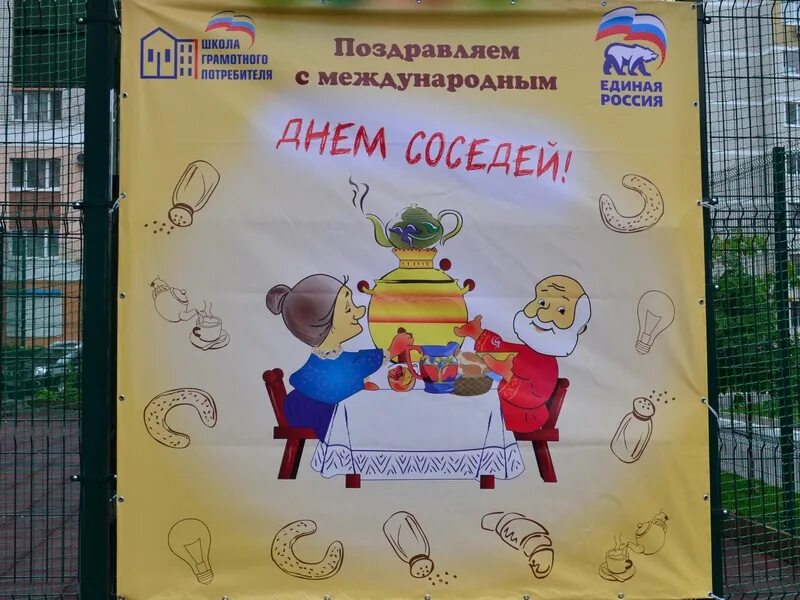 ШКОЛА
ГРАМОТНОГО
ПОТРЕБИТЕЛЯ
Поздравляем
с международным
ЕДИНАЯ
РОССИЯ
ДНЕМ СОСЕДЕЙ!